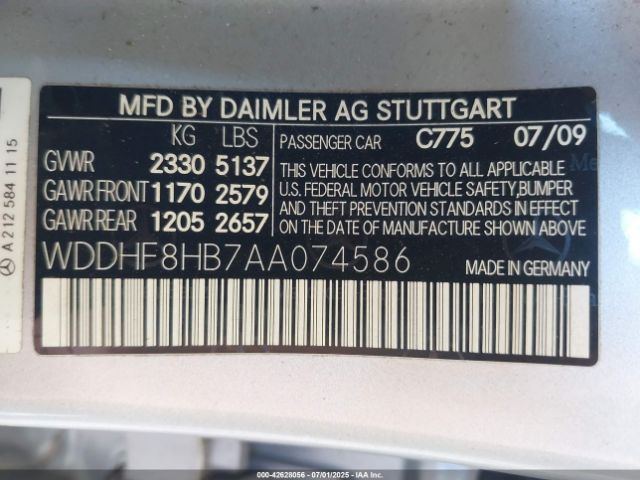 MFD BY DAIMLER AG STUTTGART
KG LBS
GVWR 2330 5137
GAWR FRONT 1170 2579
GAWR REAR 1205 2657
PASSENGER CAR C775 07/09
THIS VEHICLE CONFORMS TO ALL APPLICABLE
U.S. FEDERAL MOTOR VEHICLE SAFETY, BUMPER
AND THEFT PREVENTION STANDARDS IN EFFECT
ON THE DATE OF MANUFACTURE SHOWN ABOVE
WDDHF8HB7AA074586 MADE IN GERMANY
A 212 584 11 15
000-42628056 - 07/01/2025 - IAA Inc.